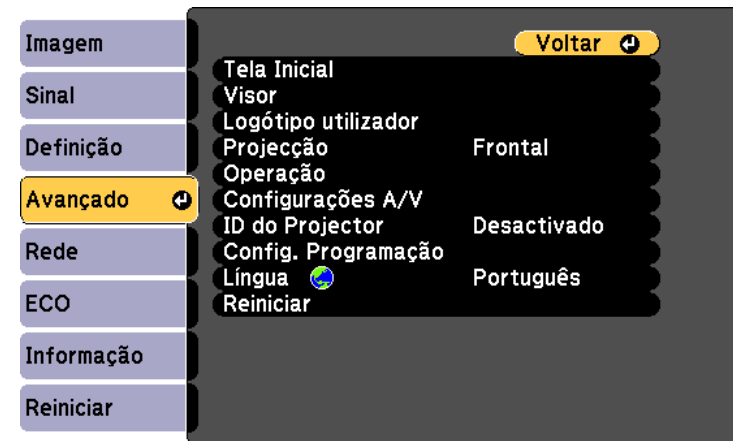 Imagem
Sinal
Definição
Avançado
Rede
ECO
Informação
Reiniciar
Voltar
Tela Inicial
Visor
Logótipo utilizador
Projecção Frontal
Operação
Configurações A/V
ID do Projector Desactivado
Config. Programação
Língua Português
Reiniciar